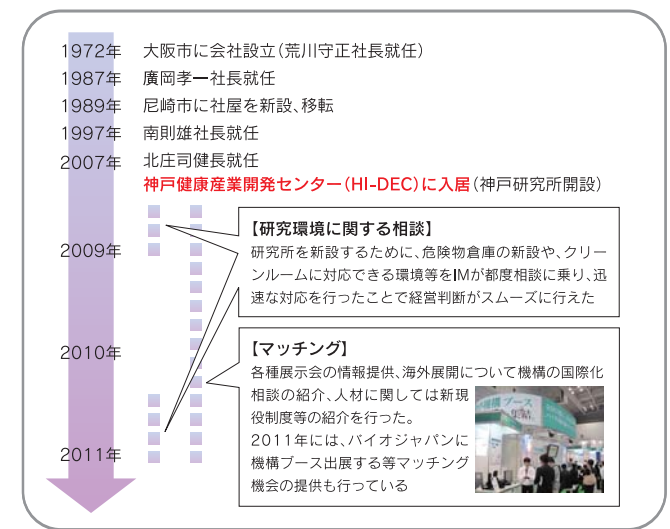 1972年 大阪市に会社設立（荒川守正社長就任）
1987年 廣岡孝一社長就任
1989年 尼崎市に社屋を新設、移転
1997年 南則雄社長就任
2007年 北庄司健長就任
神戸健康産業開発センター（HI-DEC）に入居（神戸研究所開設）
2009年
2010年
2011年
【研究環境に関する相談】
研究所を新設するために、危険物倉庫の新設や、クリー
ンルームに対応できる環境等をIMが都度相談に乗り、迅
速な対応を行ったことで経営判断がスムーズに行えた
【マッチング】
各種展示会の情報提供、海外展開について機構の国際化
相談の紹介、人材に関しては新現
役制度等の紹介を行った。
2011年には、バイオジャパンに
機構ブース出展する等マッチング
機会の提供も行っている
機構 ブース